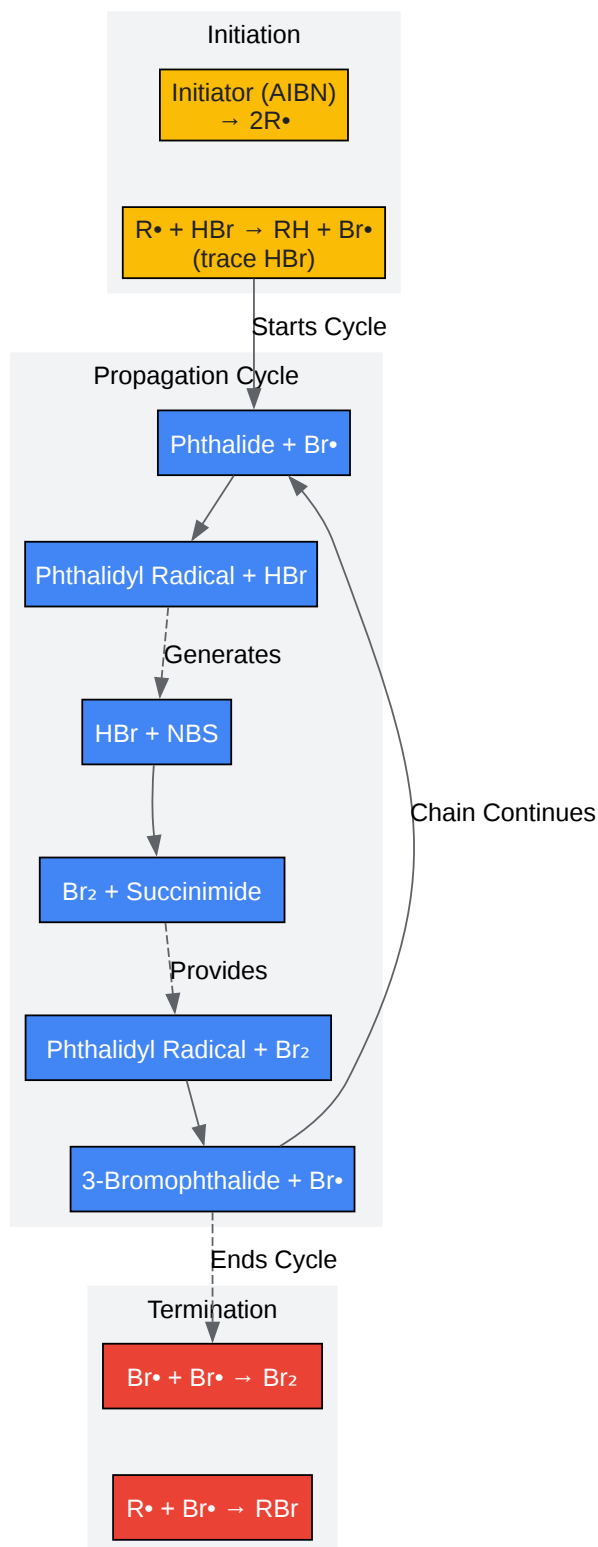 Initiation
Initiator (AIBN)
→ 2R•
R• + HBr → RH + Br•
(trace HBr)
Starts Cycle
Propagation Cycle
Phthalide + Br•
Phthalidyl Radical + HBr
Generates
HBr + NBS
Chain Continues
Br₂ + Succinimide
Provides
Phthalidyl Radical + Br₂
3-Bromophthalide + Br•
Ends Cycle
Termination
Br• + Br• → Br₂
R• + Br• → RBr